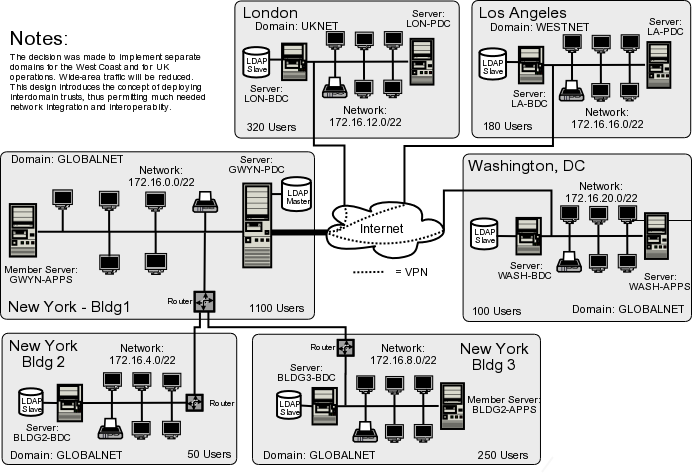 Notes:
The decision was made to implement separate
domains for the West Coast and for UK
operations. Wide-area traffic will be reduced.
This design introduces the concept of deploying
interdomain trusts, thus permitting much needed
network integration and interoperability.
London
Domain: UKNET
Server:
LON-PDC
LDAP
Slave
Server:
LON-BDC
Network:
172.16.12.0/22
320 Users
Los Angeles
Domain: WESTNET
Server:
LA-PDC
LDAP
Slave
Server:
LA-BDC
Network:
172.16.16.0/22
180 Users
Domain: GLOBALNET
Network:
172.16.0.0/22
Server:
GWYN-PDC
LDAP
Master
Member Server:
GWYN-APPS
New York - Bldg1
Router
1100 Users
Internet
= VPN
Washington, DC
Network:
172.16.20.0/22
LDAP
Slave
Server:
WASH-BDC
Server:
WASH-APPS
100 Users
Domain: GLOBALNET
New York
Bldg 2
Network:
172.16.4.0/22
LDAP
Slave
Server:
BLDG2-BDC
Router
Domain: GLOBALNET
50 Users
Router
Network:
172.16.8.0/22
New York
Bldg 3
Server:
BLDG3-BDC
LDAP
Slave
Member Server:
BLDG2-APPS
Domain: GLOBALNET
250 Users